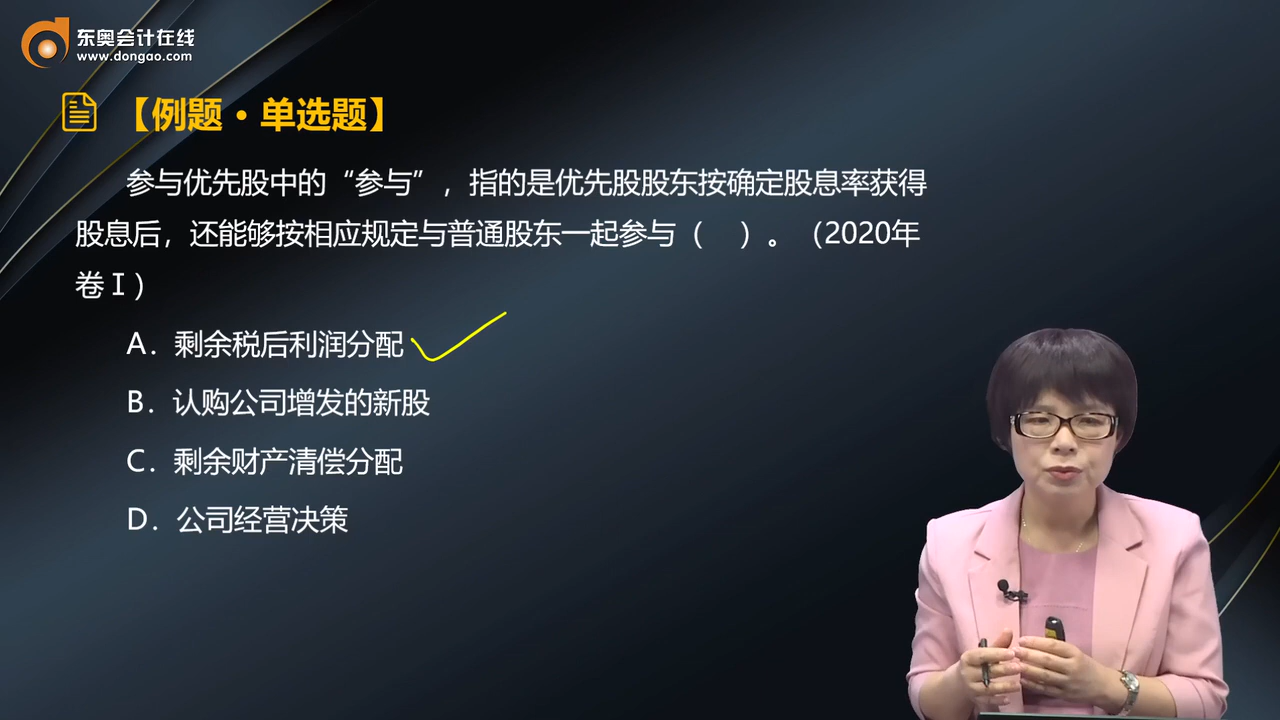 东奥会计在线
www.dongao.com
【例题·单选题】
参与优先股中的“参与”，指的是优先股股东按确定股息率获得
股息后，还能够按相应规定与普通股东一起参与（　）。（2020年
卷Ⅰ）
A．剩余税后利润分配
B．认购公司增发的新股
C．剩余财产清偿分配
D．公司经营决策